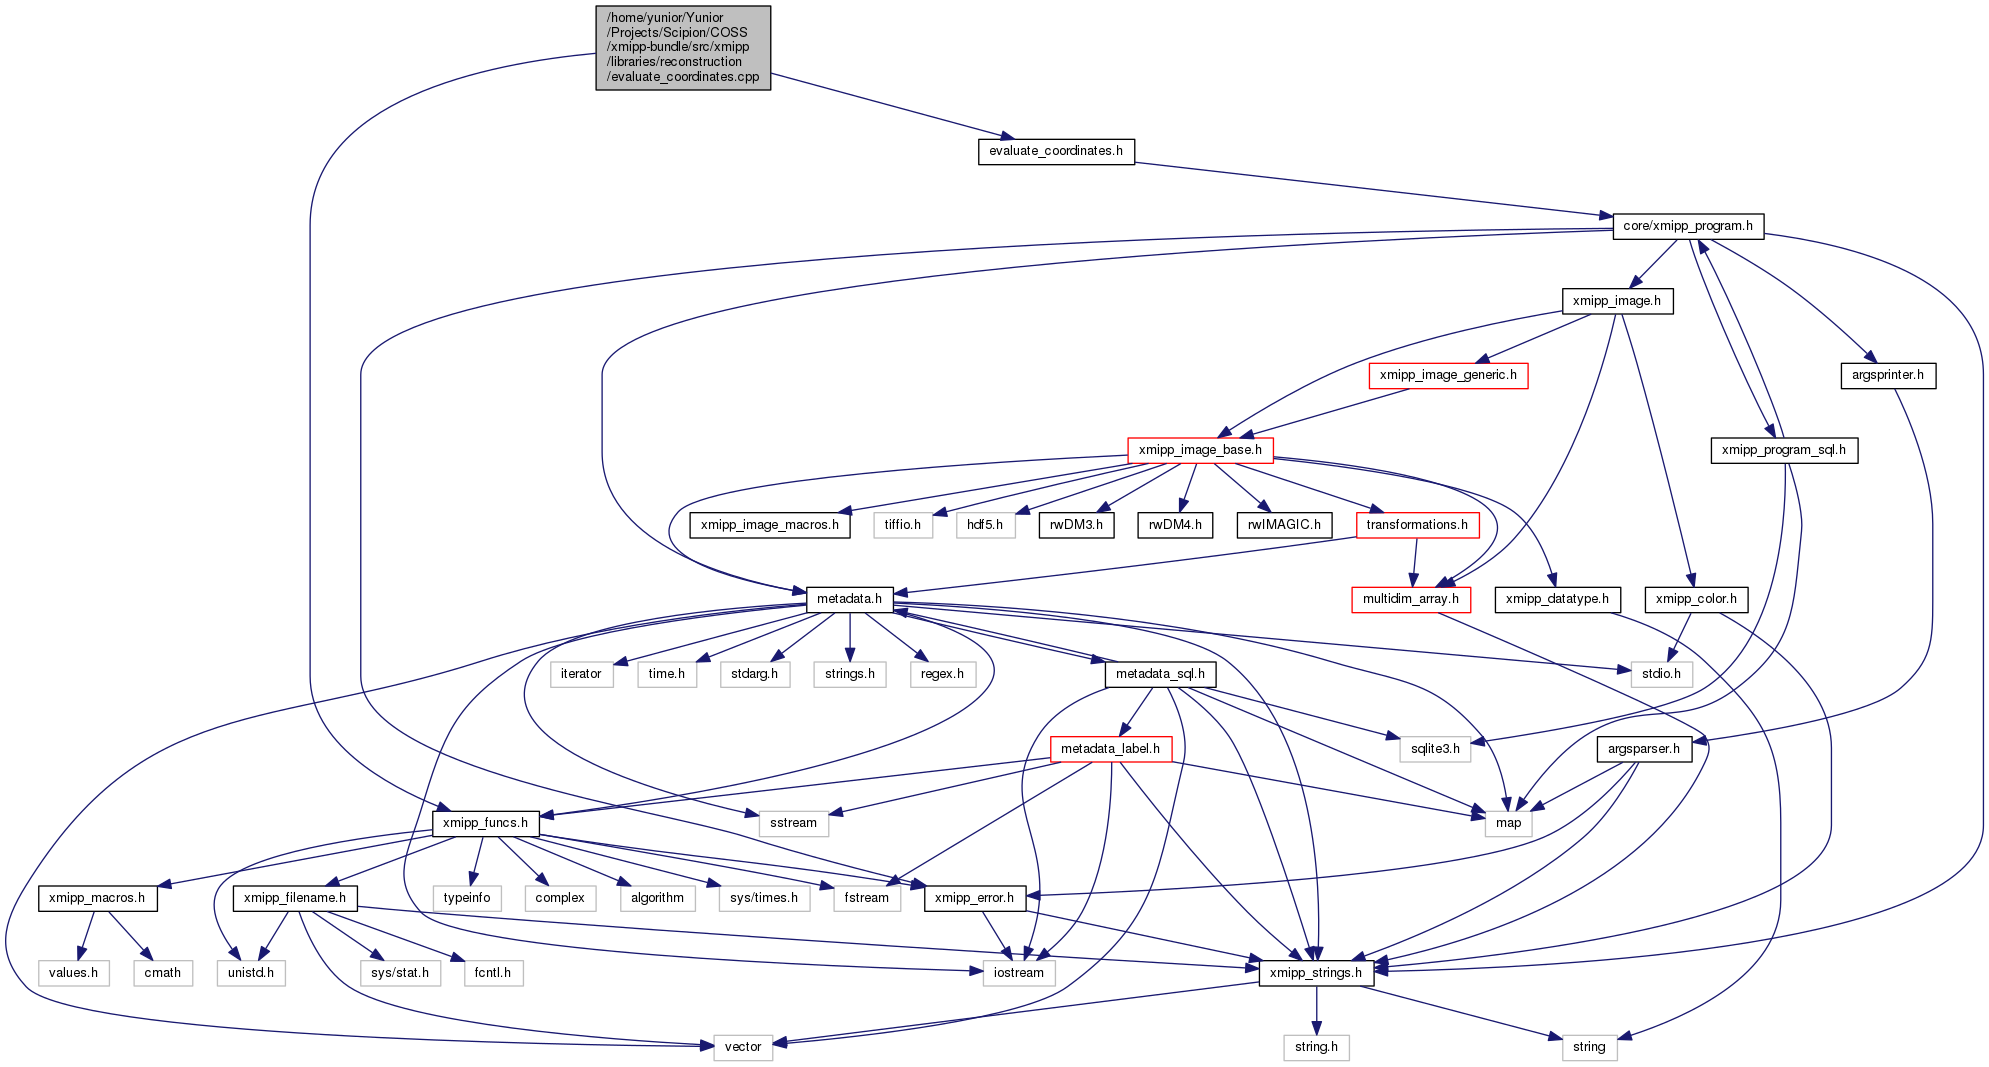 /home/yunior/Yunior
/Projects/Scipion/COSS
/xmipp-bundle/src/xmipp
/libraries/reconstruction
/evaluate_coordinates.cpp
evaluate_coordinates.h
core/xmipp_program.h
xmipp_image.h
xmipp_image_generic.h
argsprinter.h
xmipp_image_base.h
xmipp_program_sql.h
xmipp_image_macros.h
tiffio.h
hdf5.h
rwDM3.h
rwDM4.h
rwIMAGIC.h
transformations.h
metadata.h
multidim_array.h
xmipp_datatype.h
xmipp_color.h
iterator
time.h
stdarg.h
strings.h
regex.h
metadata_sql.h
stdio.h
metadata_label.h
sqlite3.h
argsparser.h
xmipp_funcs.h
sstream
map
xmipp_macros.h
xmipp_filename.h
typeinfo
complex
algorithm
sys/times.h
fstream
xmipp_error.h
values.h
cmath
unistd.h
sys/stat.h
fcntl.h
iostream
xmipp_strings.h
vector
string.h
string